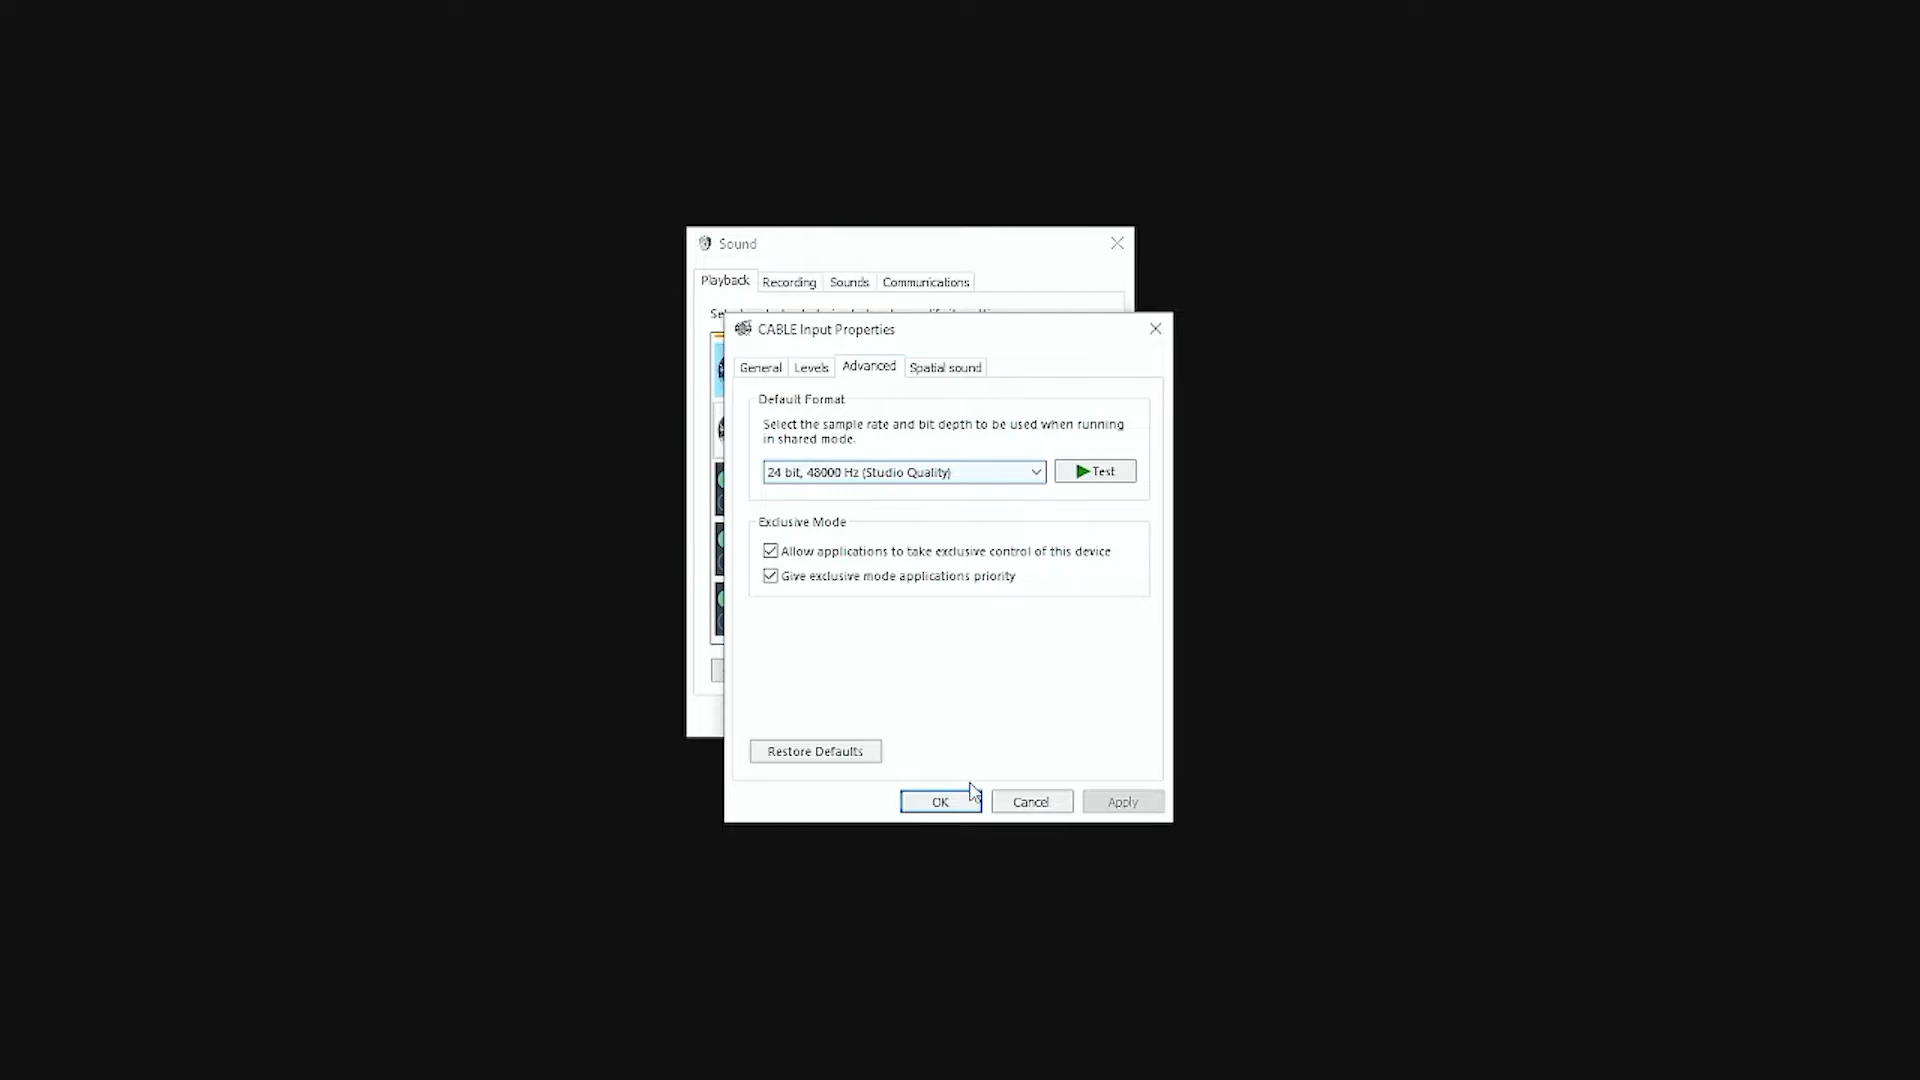 Sound
Playback
Recording
Sounds
Communications
CABLE Input Properties
General
Levels
Advanced
Spatial sound
Default Format
Select the sample rate and bit depth to be used when running
in shared mode.
24 bit, 48000 Hz (Studio Quality)
Test
Exclusive Mode
Allow applications to take exclusive control of this device
Give exclusive mode applications priority
Restore Defaults
OK
Cancel
Apply